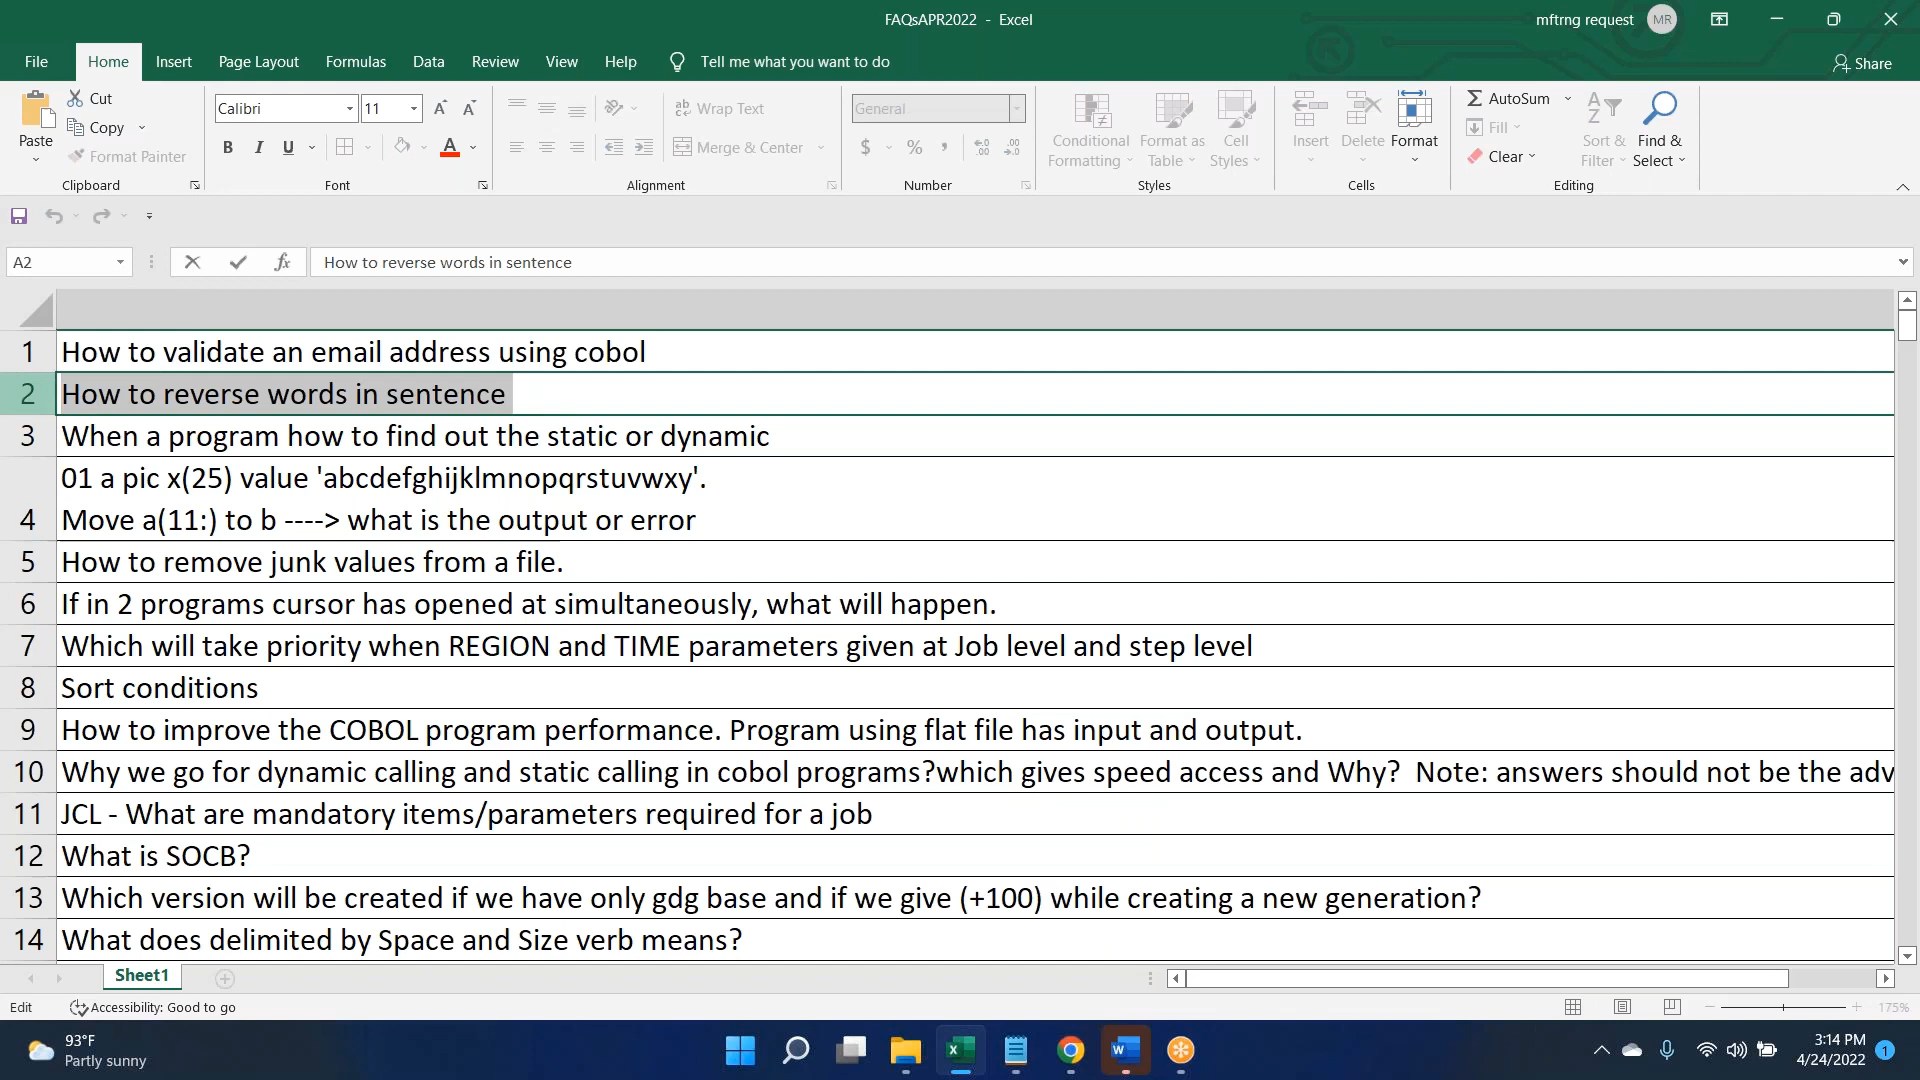 FAQsAPR2022 - Excel
mftrng request MR
File Home Insert Page Layout Formulas Data Review View Help Tell me what you want to do Share
Paste
Cut
Copy
Format Painter
Clipboard
Calibri 11
B I U A
Font
Wrap Text
Merge & Center
Alignment
General
$ % ,
Number
Conditional Formatting
Format as Table
Cell Styles
Styles
Insert Delete Format
Cells
AutoSum
Fill
Clear
Sort & Filter
Find & Select
Editing
A2 fx How to reverse words in sentence
1 How to validate an email address using cobol
2 How to reverse words in sentence
3 When a program how to find out the static or dynamic
01 a pic x(25) value 'abcdefghijklmnopqrstuvwxy'.
4 Move a(11:) to b ----> what is the output or error
5 How to remove junk values from a file.
6 If in 2 programs cursor has opened at simultaneously, what will happen.
7 Which will take priority when REGION and TIME parameters given at Job level and step level
8 Sort conditions
9 How to improve the COBOL program performance. Program using flat file has input and output.
10 Why we go for dynamic calling and static calling in cobol programs?which gives speed access and Why?  Note: answers should not be the adv
11 JCL - What are mandatory items/parameters required for a job
12 What is SOCB?
13 Which version will be created if we have only gdg base and if we give (+100) while creating a new generation?
14 What does delimited by Space and Size verb means?
Sheet1
Edit Accessibility: Good to go 175%
93°F
Partly sunny
3:14 PM
4/24/2022 1